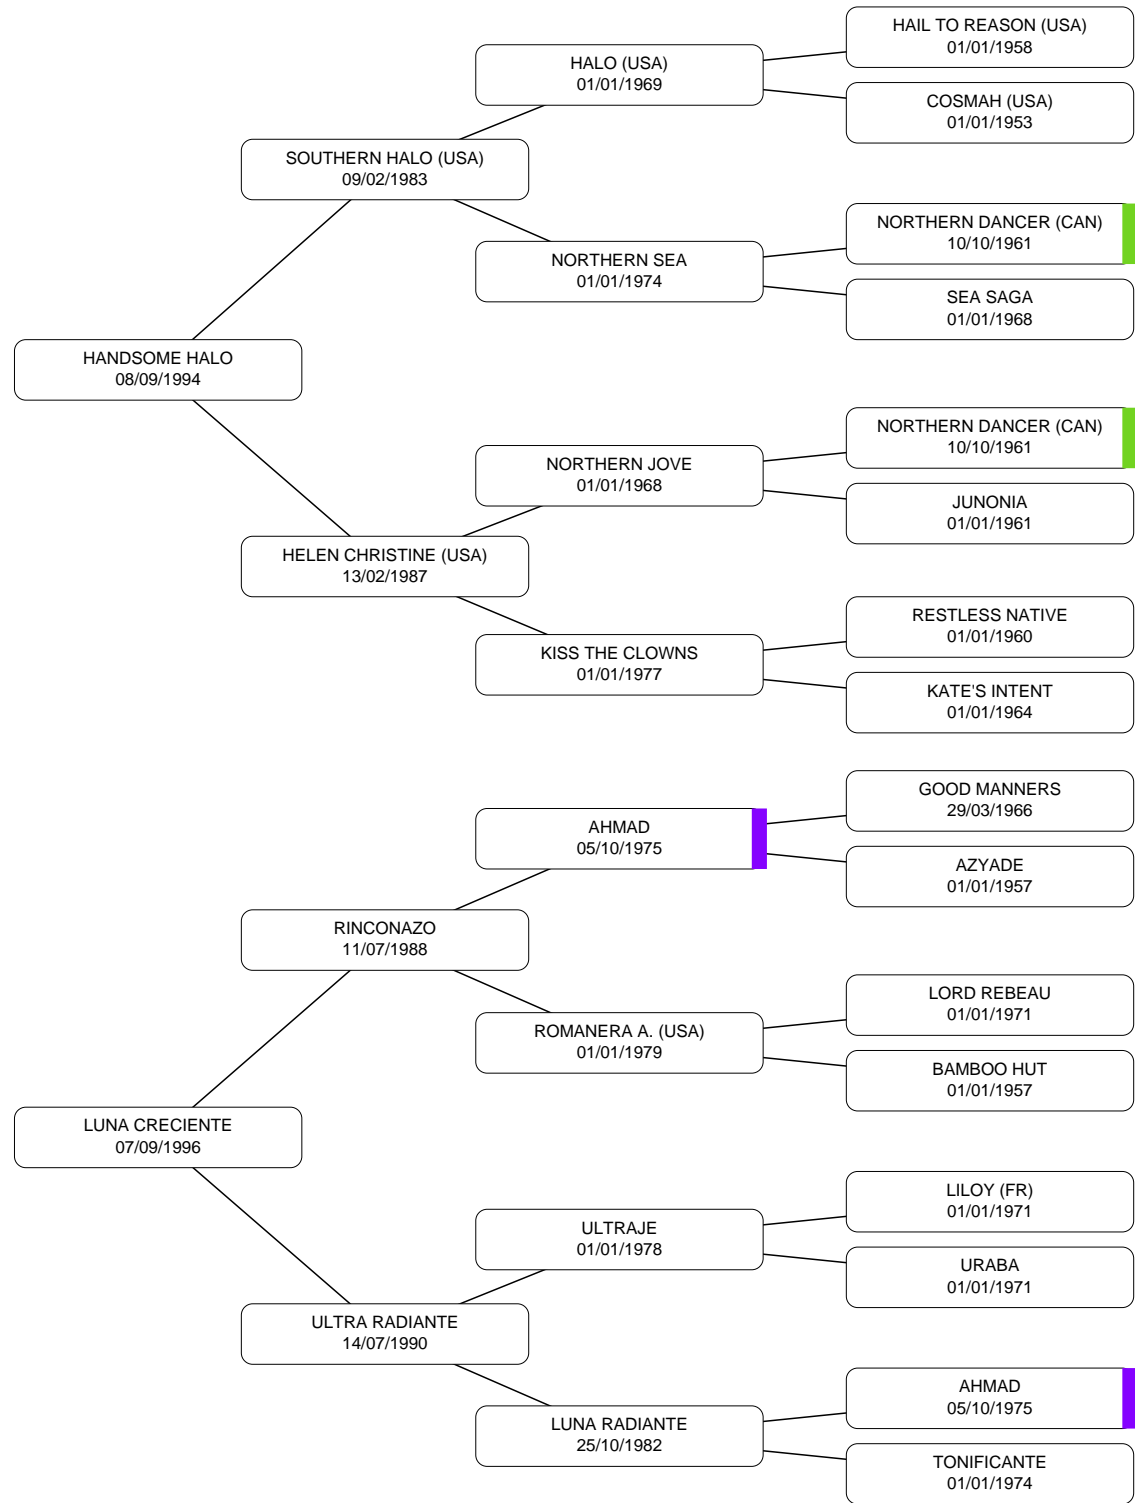 HAIL TO REASON (USA)
01/01/1958
HALO (USA)
01/01/1969
COSMAH (USA)
01/01/1953
SOUTHERN HALO (USA)
09/02/1983
NORTHERN DANCER (CAN)
10/10/1961
NORTHERN SEA
01/01/1974
SEA SAGA
01/01/1968
HANDSOME HALO
08/09/1994
NORTHERN DANCER (CAN)
10/10/1961
NORTHERN JOVE
01/01/1968
JUNONIA
01/01/1961
HELEN CHRISTINE (USA)
13/02/1987
RESTLESS NATIVE
01/01/1960
KISS THE CLOWNS
01/01/1977
KATE'S INTENT
01/01/1964
GOOD MANNERS
29/03/1966
AHMAD
05/10/1975
AZYADE
01/01/1957
RINCONAZO
11/07/1988
LORD REBEAU
01/01/1971
ROMANERA A. (USA)
01/01/1979
BAMBOO HUT
01/01/1957
LUNA CRECIENTE
07/09/1996
LILOY (FR)
01/01/1971
ULTRAJE
01/01/1978
URABA
01/01/1971
ULTRA RADIANTE
14/07/1990
AHMAD
05/10/1975
LUNA RADIANTE
25/10/1982
TONIFICANTE
01/01/1974